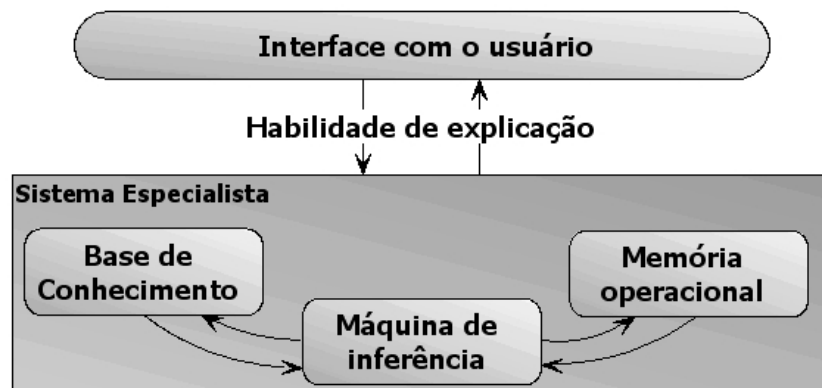 Interface com o usuário
Habilidade de explicação
Sistema Especialista
Base de
Conhecimento
Memória
operacional
Máquina de
inferência